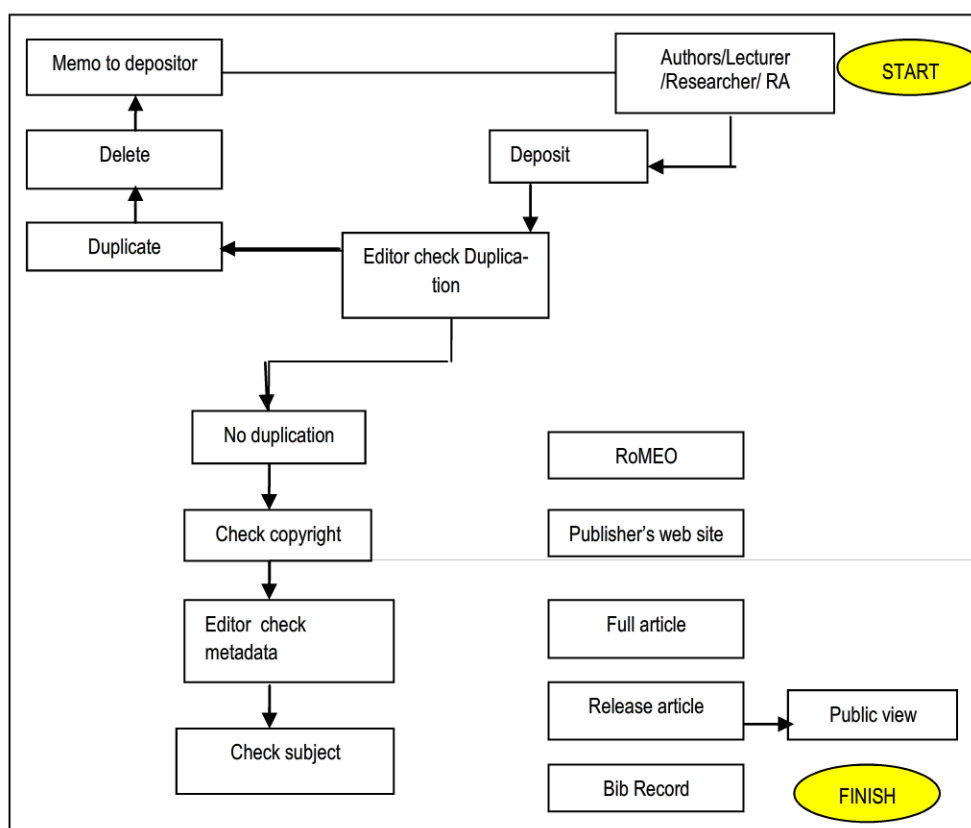 Memo to depositor
Authors/Lecturer
/Researcher/ RA
START
Delete
Deposit
Duplicate
Editor check Duplica-
tion
No duplication
RoMEO
Check copyright
Publisher's web site
Editor check
metadata
Full article
Release article
Public view
Check subject
Bib Record
FINISH